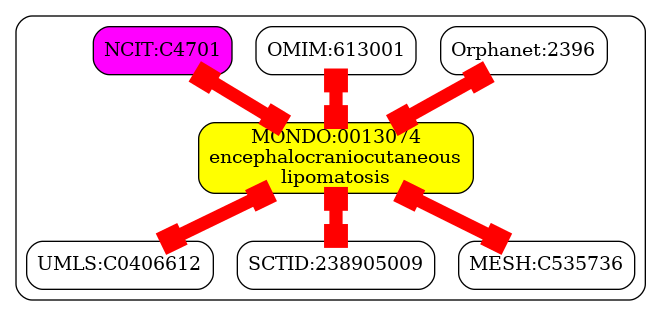 NCIT:C4701
OMIM:613001
Orphanet:2396
MONDO:0013074
encephalocraniocutaneous
lipomatosis
UMLS:C0406612
SCTID:238905009
MESH:C535736